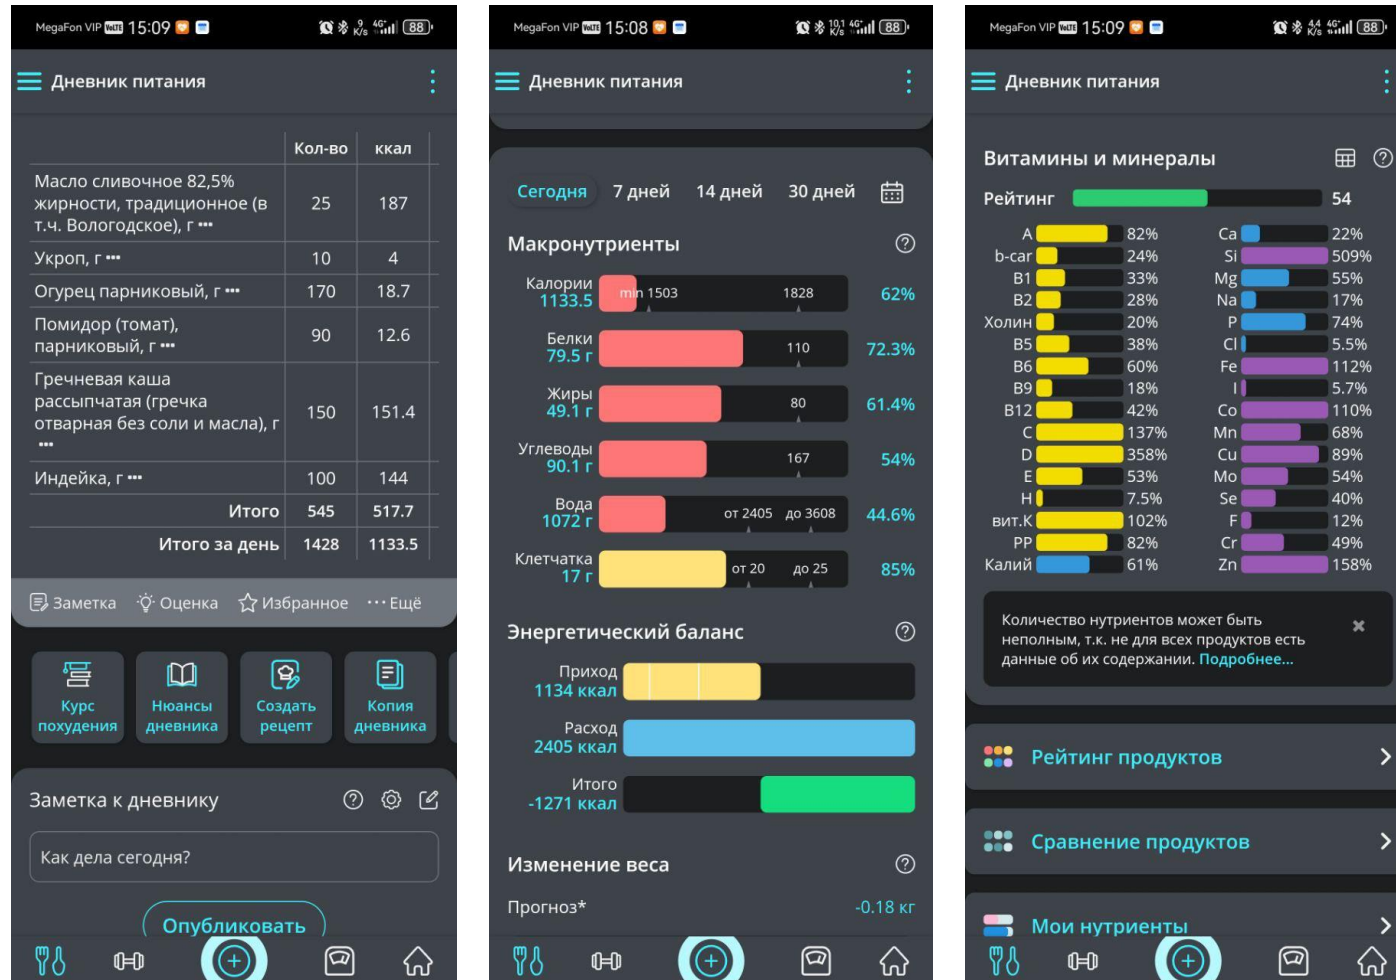 MegaFon VIP VoLTE 15:09 9 K/s 4G+ 88
Дневник питания
Кол-во ккал
Масло сливочное 82,5%
жирности, традиционное (в
т.ч. Вологодское), г ••• 25 187
Укроп, г ••• 10 4
Огурец парниковый, г ••• 170 18.7
Помидор (томат),
парниковый, г ••• 90 12.6
Гречневая каша
рассыпчатая (гречка
отварная без соли и масла), г
••• 150 151.4
Индейка, г ••• 100 144
Итого 545 517.7
Итого за день 1428 1133.5
Заметка Оценка Избранное ••• Ещё
Курс
похудения
Нюансы
дневника
Создать
рецепт
Копия
дневника
Заметка к дневнику
Как дела сегодня?
Опубликовать
MegaFon VIP VoLTE 15:08 10,1 K/s 4G+ 88
Дневник питания
Сегодня 7 дней 14 дней 30 дней
Макронутриенты
Калории
1133.5 min 1503 1828 62%
Белки
79.5 г 110 72.3%
Жиры
49.1 г 80 61.4%
Углеводы
90.1 г 167 54%
Вода
1072 г от 2405 до 3608 44.6%
Клетчатка
17 г от 20 до 25 85%
Энергетический баланс
Приход
1134 ккал
Расход
2405 ккал
Итого
-1271 ккал
Изменение веса
Прогноз* -0.18 кг
MegaFon VIP VoLTE 15:09 4,4 K/s 4G+ 88
Дневник питания
Витамины и минералы
Рейтинг 54
A 82% Ca 22%
b-car 24% Si 509%
B1 33% Mg 55%
B2 28% Na 17%
Холин 20% P 74%
B5 38% Cl 5.5%
B6 60% Fe 112%
B9 18% I 5.7%
B12 42% Co 110%
C 137% Mn 68%
D 358% Cu 89%
E 53% Mo 54%
H 7.5% Se 40%
вит.К 102% F 12%
PP 82% Cr 49%
Калий 61% Zn 158%
Количество нутриентов может быть
неполным, т.к. не для всех продуктов есть
данные об их содержании. Подробнее...
Рейтинг продуктов
Сравнение продуктов
Мои нутриенты